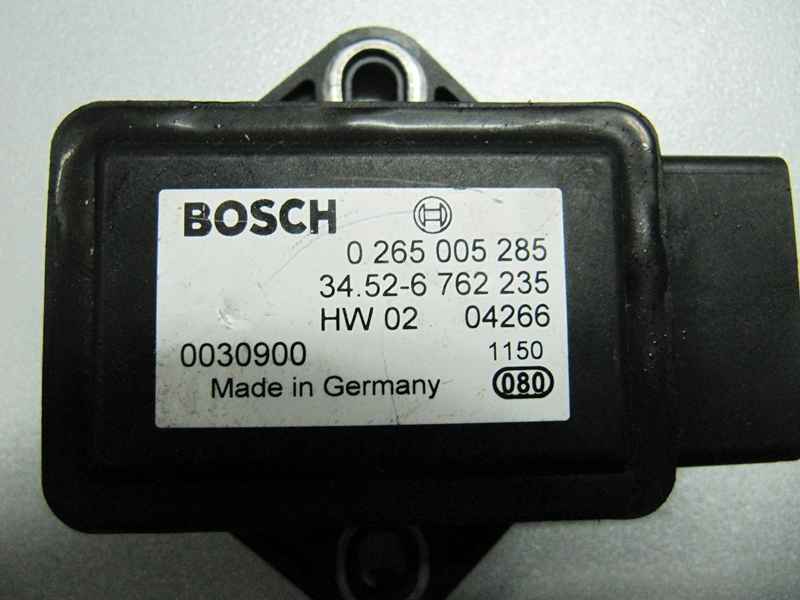 BOSCH
0 265 005 285
34.52-6 762 235
HW 02 04266
0030900 1150
Made in Germany 080